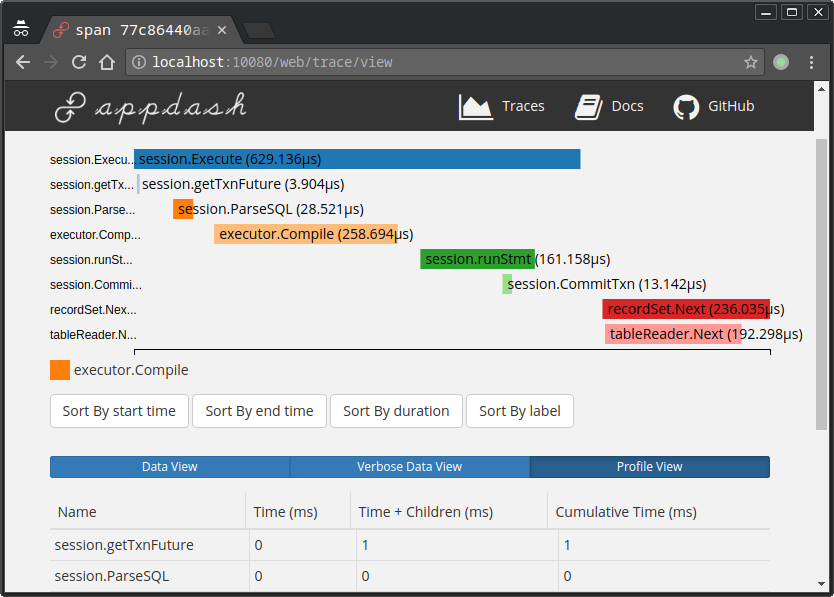 span 77c86440aa
localhost:10080/web/trace/view
appdash Traces Docs GitHub
session.Execu... session.Execute (629.136µs)
session.getTx... session.getTxnFuture (3.904µs)
session.Parse... session.ParseSQL (28.521µs)
executor.Comp... executor.Compile (258.694µs)
session.runSt... session.runStmt (161.158µs)
session.Commi... session.CommitTxn (13.142µs)
recordSet.Nex... recordSet.Next (236.035µs)
tableReader.N... tableReader.Next (192.298µs)
executor.Compile
Sort By start time Sort By end time Sort By duration Sort By label
Data View Verbose Data View Profile View
Name Time (ms) Time + Children (ms) Cumulative Time (ms)
session.getTxnFuture 0 1 1
session.ParseSQL 0 0 0